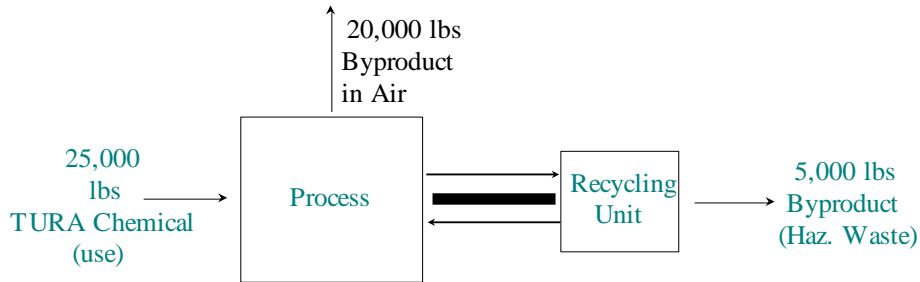 20,000 lbs
Byproduct
in Air
25,000
lbs
TURA Chemical
(use)
Process
Recycling
Unit
5,000 lbs
Byproduct
(Haz. Waste)